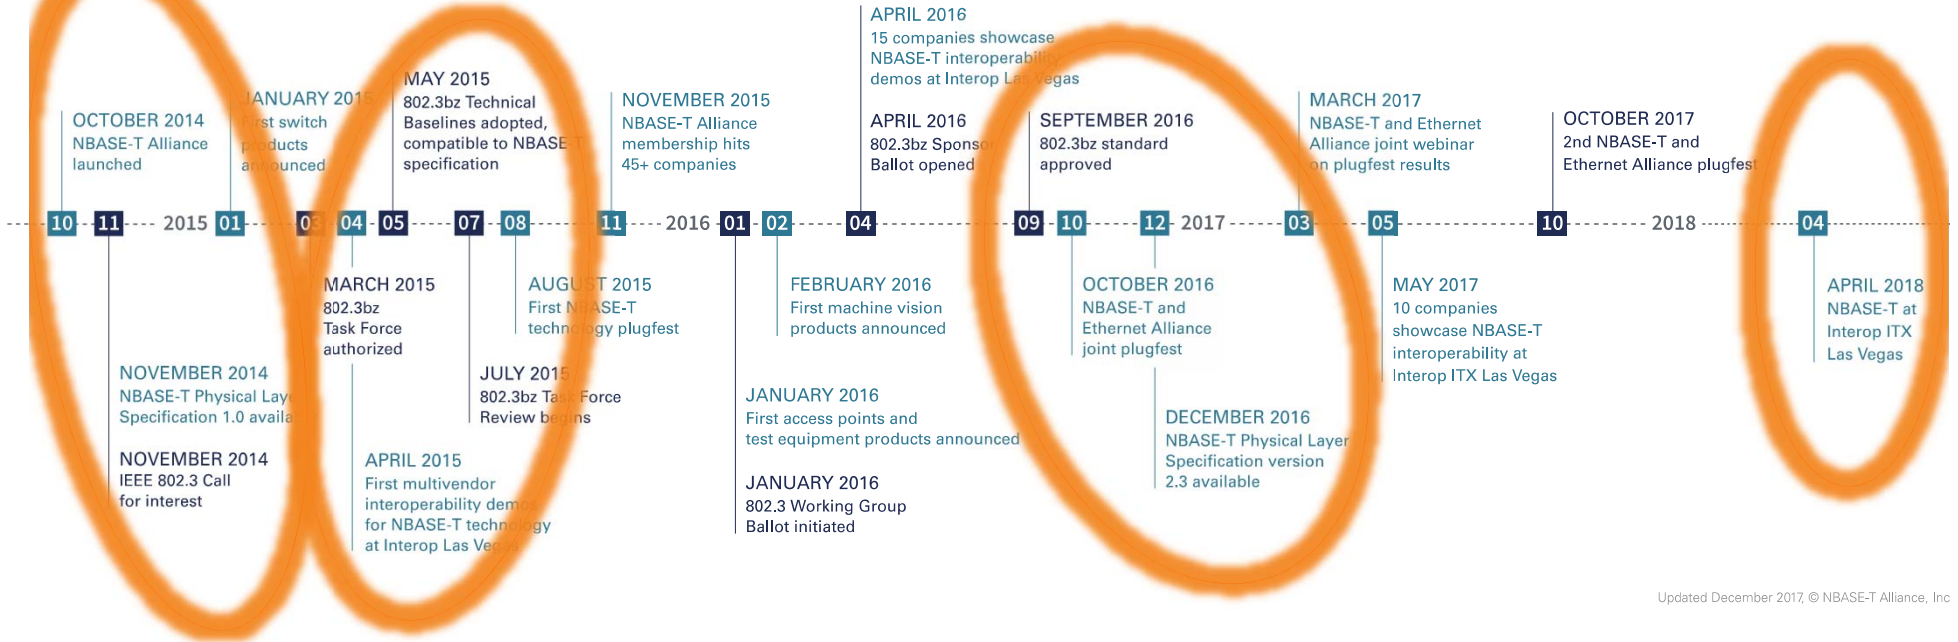 APRIL 2016
15 companies showcase
NBASE-T interoperability
demos at Interop Las Vegas
MAY 2015
802.3bz Technical
Baselines adopted,
compatible to NBASE-T
specification
JANUARY 2015
First switch
products
announced
OCTOBER 2014
NBASE-T Alliance
launched
NOVEMBER 2015
NBASE-T Alliance
membership hits
45+ companies
APRIL 2016
802.3bz Sponsor
Ballot opened
SEPTEMBER 2016
802.3bz standard
approved
MARCH 2017
NBASE-T and Ethernet
Alliance joint webinar
on plugfest results
OCTOBER 2017
2nd NBASE-T and
Ethernet Alliance plugfest
10 11 2015 01 03 04 05 07 08 11 2016 01 02 04 09 10 12 2017 03 05 10 2018 04
MARCH 2015
802.3bz
Task Force
authorized
AUGUST 2015
First NBASE-T
technology plugfest
FEBRUARY 2016
First machine vision
products announced
OCTOBER 2016
NBASE-T and
Ethernet Alliance
joint plugfest
MAY 2017
10 companies
showcase NBASE-T
interoperability at
Interop ITX Las Vegas
APRIL 2018
NBASE-T at
Interop ITX
Las Vegas
NOVEMBER 2014
NBASE-T Physical Laye
Specification 1.0 availa
JULY 2015
802.3bz Task Force
Review begins
JANUARY 2016
First access points and
test equipment products announced
DECEMBER 2016
NBASE-T Physical Layer
Specification version
2.3 available
NOVEMBER 2014
IEEE 802.3 Call
for interest
APRIL 2015
First multivendor
interoperability demos
for NBASE-T technology
at Interop Las Vegas
JANUARY 2016
802.3 Working Group
Ballot initiated
Updated December 2017, © NBASE-T Alliance, Inc